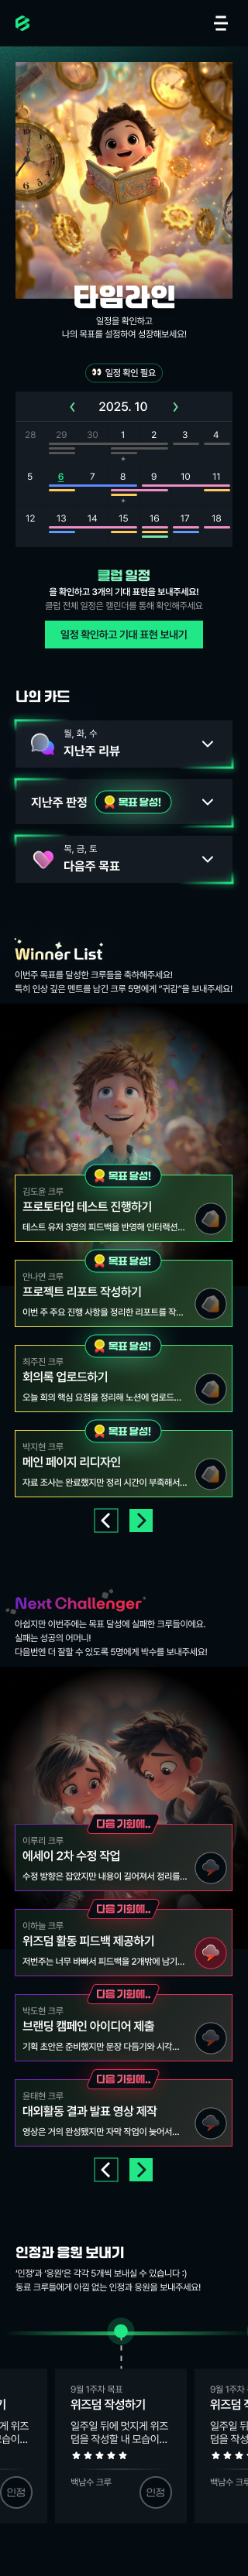 타임라인
일정을 확인하고
나의 목표를 설정하여 성장해보세요!
👀 일정 확인 필요
2025. 10
28 29 30 1 2 3 4
5 6 7 8 9 10 11
12 13 14 15 16 17 18
클럽 일정
을 확인하고 3개의 기대 표현을 보내주세요!
클럽 전체 일정은 캘린더를 통해 확인해주세요
일정 확인하고 기대 표현 보내기
나의 카드
월, 화, 수
지난주 리뷰
지난주 판정
목표 달성!
목, 금, 토
다음주 목표
Winner List
이번주 목표를 달성한 크루들을 축하해주세요!
특히 인상 깊은 멘트를 남긴 크루 5명에게 “귀감”을 보내주세요!
목표 달성!
김도윤 크루
프로토타입 테스트 진행하기
테스트 유저 3명의 피드백을 반영해 인터랙션...
목표 달성!
안나연 크루
프로젝트 리포트 작성하기
이번 주 주요 진행 사항을 정리한 리포트를 작...
목표 달성!
최주진 크루
회의록 업로드하기
오늘 회의 핵심 요점을 정리해 노션에 업로드...
목표 달성!
박지현 크루
메인 페이지 리디자인
자료 조사는 완료했지만 정리 시간이 부족해서...
Next Challenger
아쉽지만 이번주에는 목표 달성에 실패한 크루들이에요.
실패는 성공의 어머니!
다음번엔 더 잘할 수 있도록 5명에게 박수를 보내주세요!
다음 기회에..
이루리 크루
에세이 2차 수정 작업
수정 방향은 잡았지만 내용이 길어져서 정리를...
다음 기회에..
이하늘 크루
위즈덤 활동 피드백 제공하기
저번주는 너무 바빠서 피드백을 2개밖에 남기...
다음 기회에..
박도현 크루
브랜딩 캠페인 아이디어 제출
기획 초안은 준비했지만 문장 다듬기와 시각...
다음 기회에..
윤태현 크루
대외활동 결과 발표 영상 제작
영상은 거의 완성됐지만 자막 작업이 늦어서...
인정과 응원 보내기
‘인정’과 ‘응원’은 각각 5개씩 보내실 수 있습니다 :)
동료 크루들에게 아낌 없는 인정과 응원을 보내주세요!
9월 1주차 목표
위즈덤 작성하기
일주일 뒤에 멋지게 위즈
덤을 작성할 내 모습이...
백남수 크루
인정